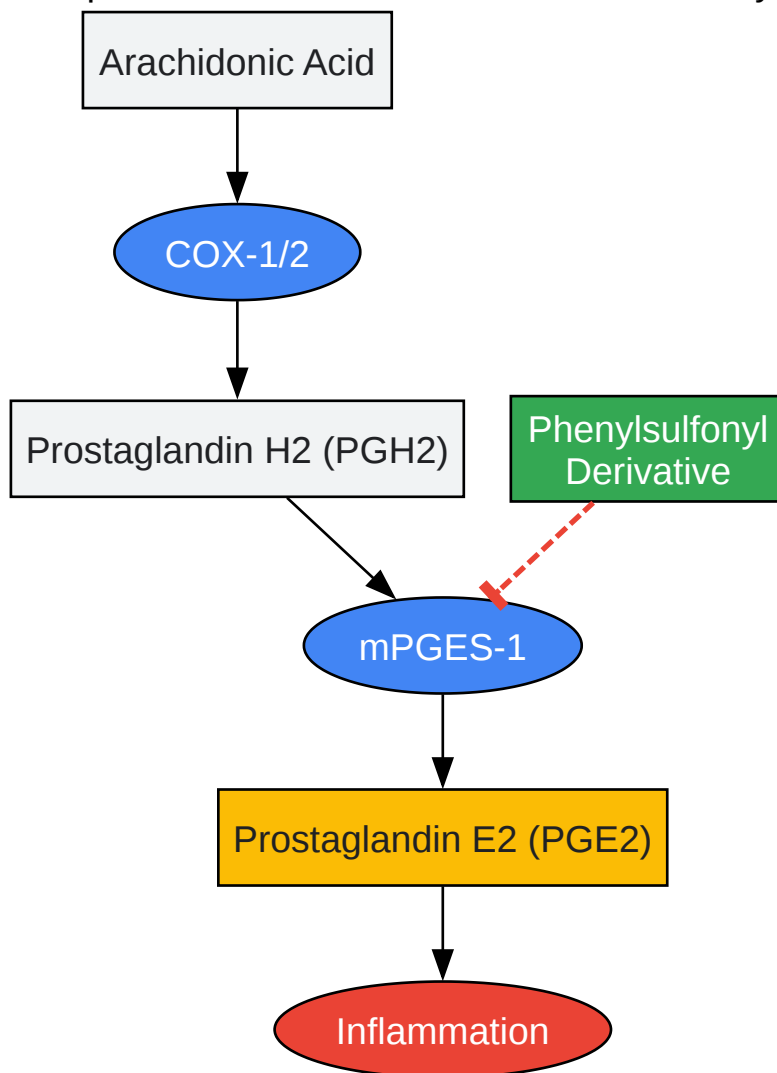 Arachidonic Acid
COX-1/2
Prostaglandin H2 (PGH2)
Phenylsulfonyl
Derivative
mPGES-1
Prostaglandin E2 (PGE2)
Inflammation